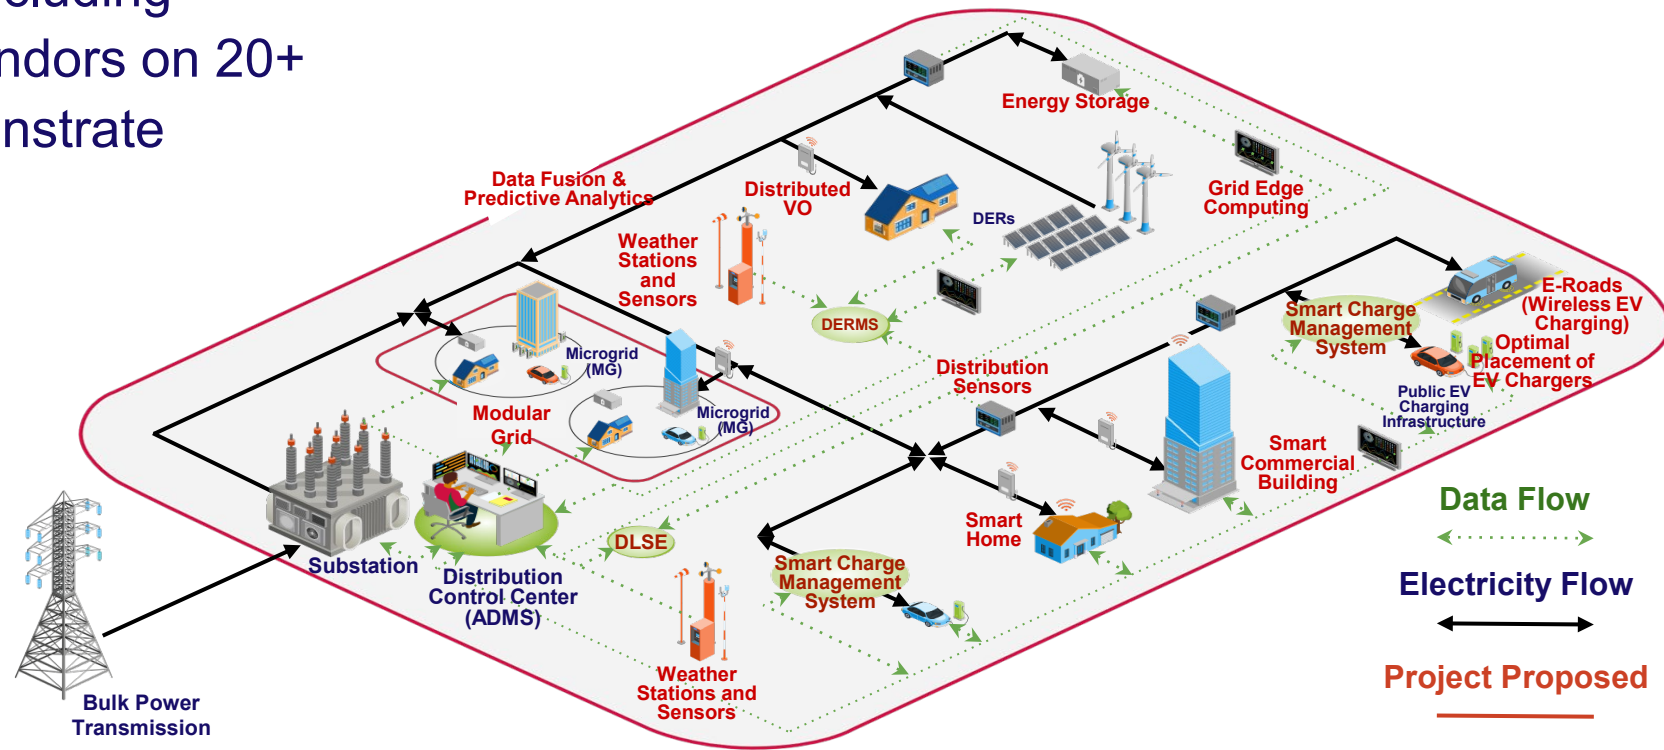 cluding
ndors on 20+
nstrate
Energy Storage
Data Fusion &
Predictive Analytics
Distributed
VO
DERs
Grid Edge
Computing
Weather
Stations
and
Sensors
DERMS
E-Roads
(Wireless EV
Charging)
Smart Charge
Management
System
Optimal
Placement of
EV Chargers
Public EV
Charging
Infrastructure
Microgrid
(MG)
Microgrid
(MG)
Modular
Grid
Distribution
Sensors
Smart
Commercial
Building
Smart
Home
Substation
Distribution
Control Center
(ADMS)
DLSE
Smart Charge
Management
System
Weather
Stations and
Sensors
Bulk Power
Transmission
Data Flow
Electricity Flow
Project Proposed